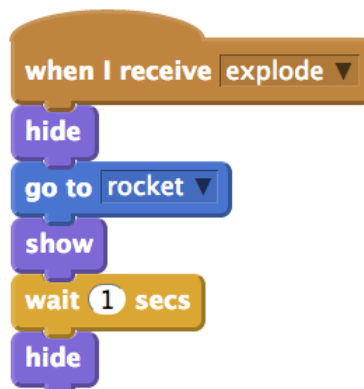 when I receive explode
hide
go to rocket
show
wait 1 secs
hide